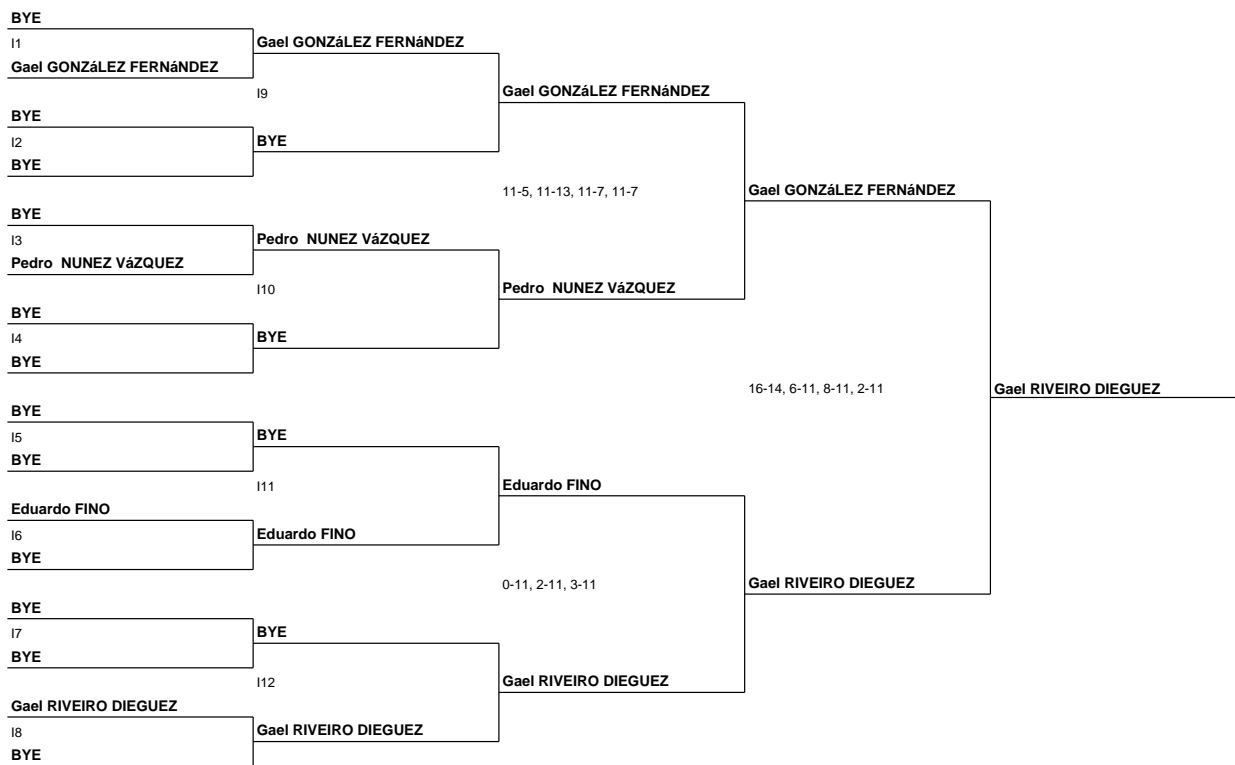 BYE
I1
Gael GONZáLEZ FERNáNDEZ
Gael GONZáLEZ FERNáNDEZ
I9
Gael GONZáLEZ FERNáNDEZ
BYE
I2
BYE
BYE
11-5, 11-13, 11-7, 11-7
Gael GONZáLEZ FERNáNDEZ
BYE
I3
Pedro NUNEZ VáZQUEZ
Pedro NUNEZ VáZQUEZ
I10
Pedro NUNEZ VáZQUEZ
BYE
I4
BYE
BYE
16-14, 6-11, 8-11, 2-11
Gael RIVEIRO DIEGUEZ
BYE
I5
BYE
BYE
I11
Eduardo FINO
Eduardo FINO
I6
BYE
Eduardo FINO
0-11, 2-11, 3-11
Gael RIVEIRO DIEGUEZ
BYE
I7
BYE
BYE
I12
Gael RIVEIRO DIEGUEZ
Gael RIVEIRO DIEGUEZ
I8
BYE
Gael RIVEIRO DIEGUEZ